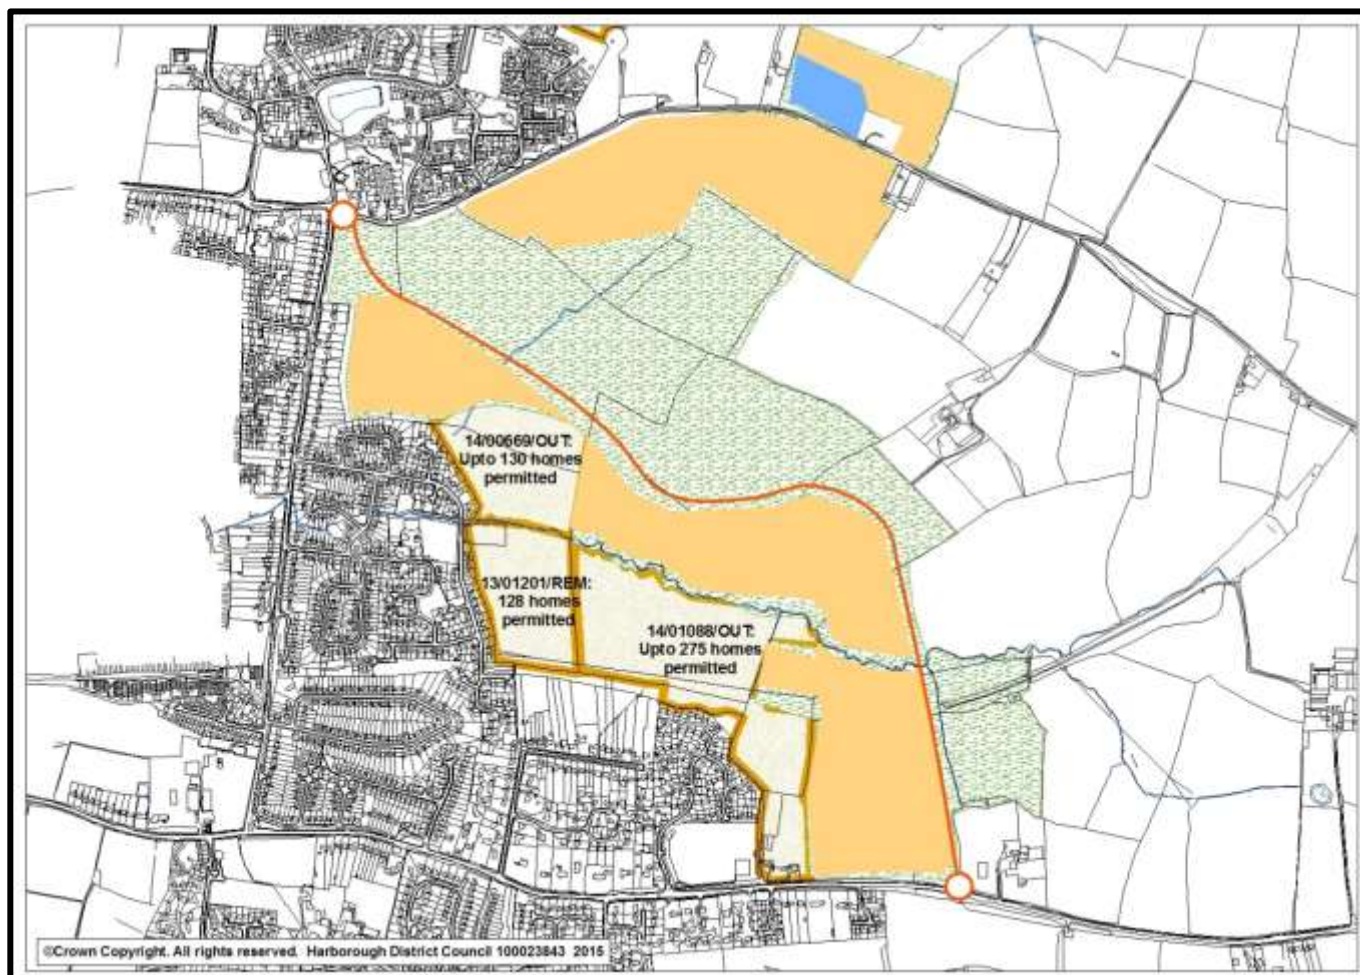 14/00669/OUT:
Upto 130 homes
permitted
13/01201/REM:
128 homes
permitted
14/01088/OUT:
Upto 275 homes
permitted
©Crown Copyright. All rights reserved. Harborough District Council 100023843 2015